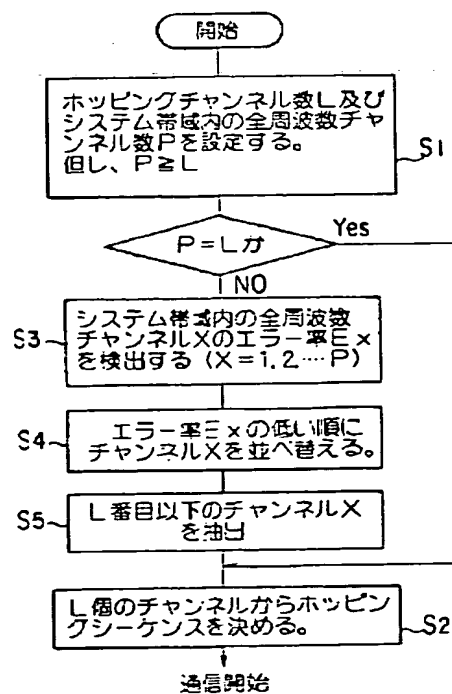 開始
ホッピングチャンネル数L及び
システム帯域内の全周波数チャ
ンネル数Pを設定する。
但し、P≧L
S1
P=Lか
Yes
NO
システム帯域内の全周波数
チャンネルXのエラー率Ex
を検出する(X=1,2…P)
S3
エラー率Exの低い順に
チャンネルXを並べ替える。
S4
L番目以下のチャンネルX
を抽出
S5
L個のチャンネルからホッピン
グシーケンスを決める。
S2
通信開始